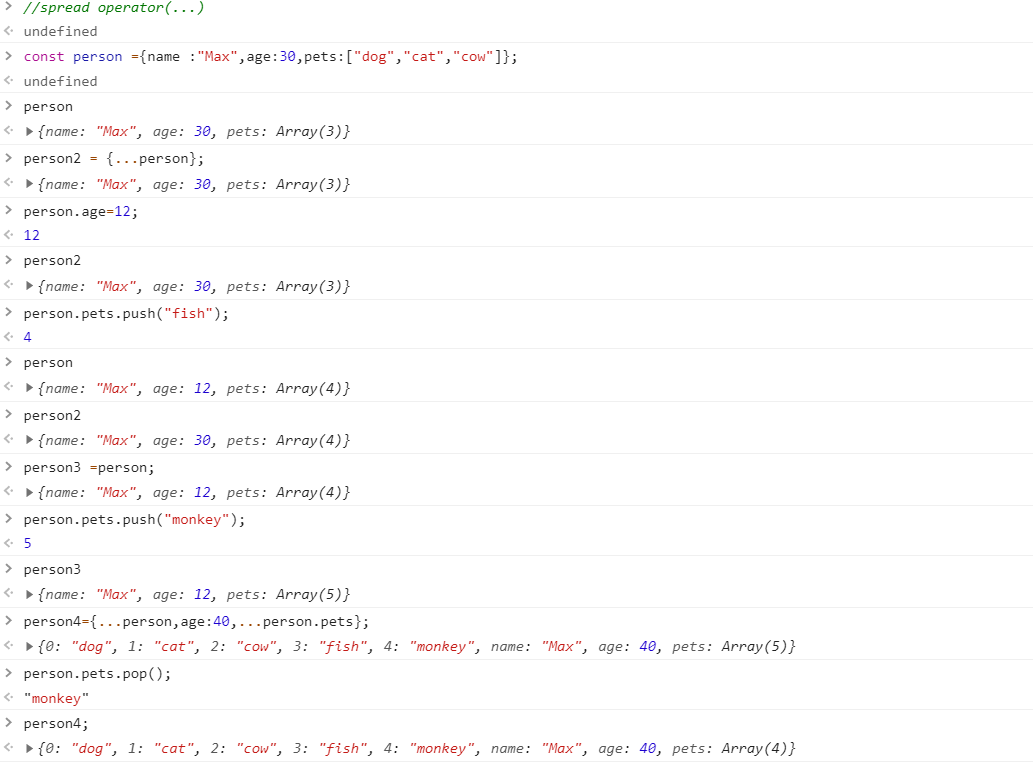 > //spread operator(...)
<· undefined
> const person ={name :"Max",age:30,pets:["dog","cat","cow"]};
<· undefined
> person
<· ▶{name: "Max", age: 30, pets: Array(3)}
> person2 = {...person};
<· ▶{name: "Max", age: 30, pets: Array(3)}
> person.age=12;
<· 12
> person2
<· ▶{name: "Max", age: 30, pets: Array(3)}
> person.pets.push("fish");
<· 4
> person
<· ▶{name: "Max", age: 12, pets: Array(4)}
> person2
<· ▶{name: "Max", age: 30, pets: Array(4)}
> person3 =person;
<· ▶{name: "Max", age: 12, pets: Array(4)}
> person.pets.push("monkey");
<· 5
> person3
<· ▶{name: "Max", age: 12, pets: Array(5)}
> person4={...person,age:40,...person.pets};
<· ▶{0: "dog", 1: "cat", 2: "cow", 3: "fish", 4: "monkey", name: "Max", age: 40, pets: Array(5)}
> person.pets.pop();
<· "monkey"
> person4;
<· ▶{0: "dog", 1: "cat", 2: "cow", 3: "fish", 4: "monkey", name: "Max", age: 40, pets: Array(4)}